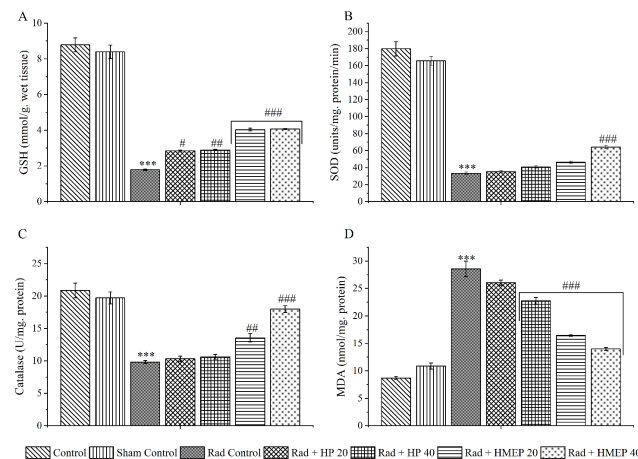 A
GSH (mmol/g. wet tissue)
10
8
6
4
2
0
***
#
##
###
B
SOD (units/mg. protein/min)
200
180
160
140
120
100
80
60
40
20
0
***
###
C
Catalase (U/mg. protein)
25
20
15
10
5
0
***
##
###
D
MDA (nmol/mg. protein)
35
30
25
20
15
10
5
0
***
###
Control
Sham Control
Rad Control
Rad + HP 20
Rad + HP 40
Rad + HMEP 20
Rad + HMEP 40